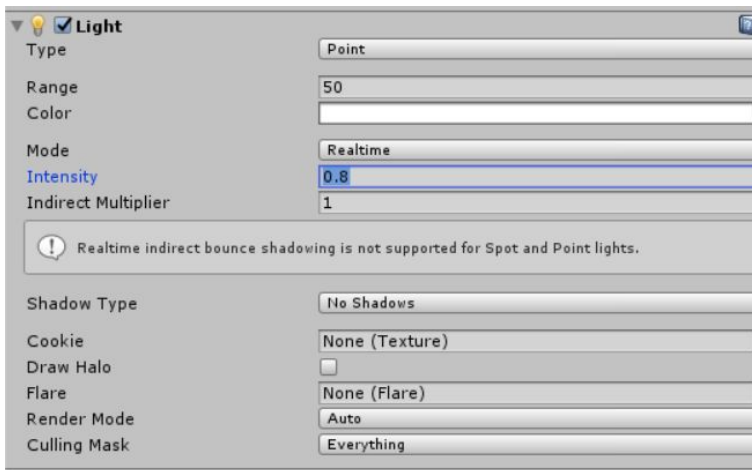 Light
Type Point
Range 50
Color
Mode Realtime
Intensity 0.8
Indirect Multiplier 1
Realtime indirect bounce shadowing is not supported for Spot and Point lights.
Shadow Type No Shadows
Cookie None (Texture)
Draw Halo
Flare None (Flare)
Render Mode Auto
Culling Mask Everything